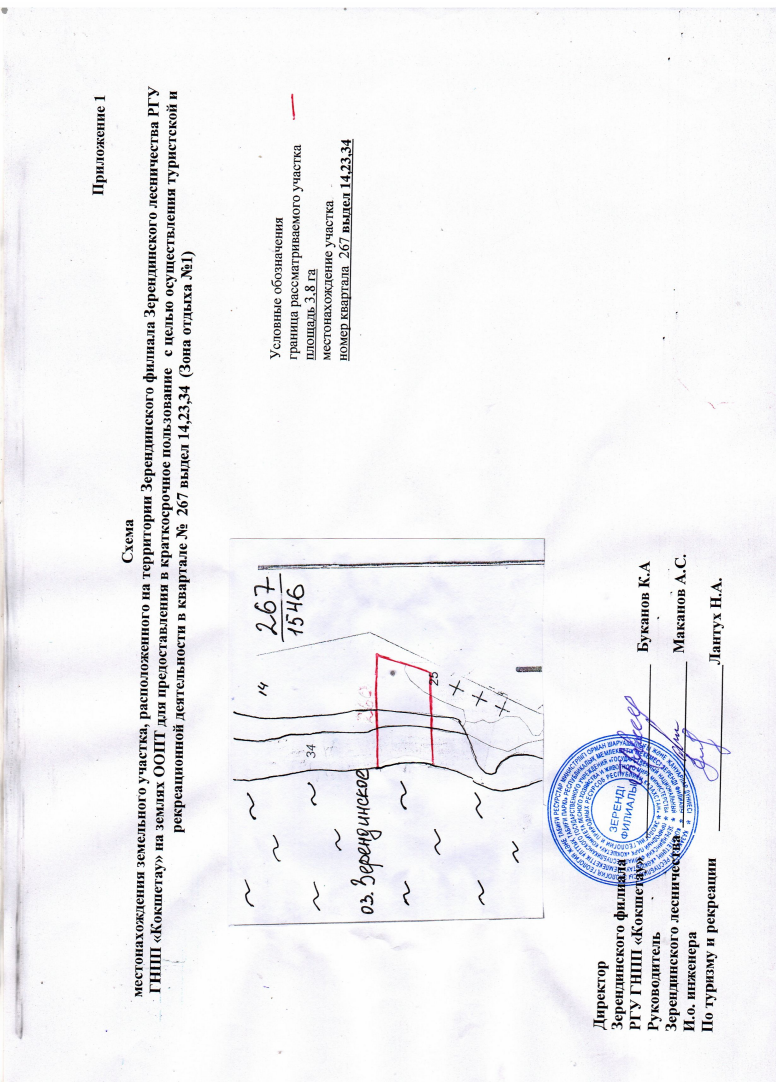 Приложение 1
Схема
местонахождения земельного участка, расположенного на территории Зерендинского филиала Зерендинского лесничества РГУ
ГНПП «Кокшетау» на землях ООПТ для предоставления в краткосрочное пользование с целью осуществления туристской и
рекреационной деятельности в квартале № 267 выдел 14,23,34 (Зона отдыха №1)
Условные обозначения
граница рассматриваемого участка
площадь 3,8 га
местонахождение участка
номер квартала 267 выдел 14,23,34
267
1546
14
34
25
оз. Зерендинское
Директор
Зерендинского филиала
РГУ ГНПП «Кокшетау» Буканов К.А
Руководитель
Зерендинского лесничества Маканов А.С.
И.о. инженера
По туризму и рекреации Лантух Н.А.
ЗЕРЕНДІ
ФИЛИАЛЫ